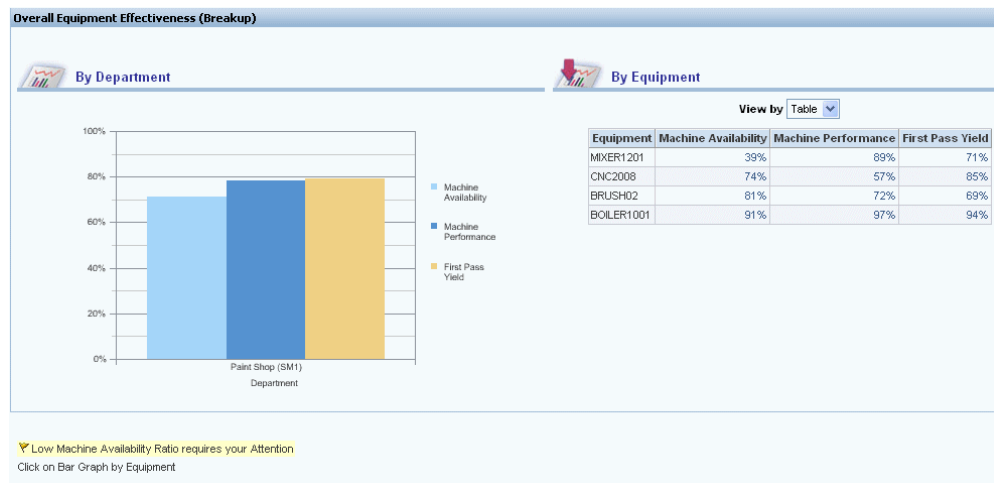 Overall Equipment Effectiveness (Breakup)
By Department
100%
80%
60%
40%
20%
0%
Paint Shop (SM1)
Department
Machine
Availability
Machine
Performance
First Pass
Yield
By Equipment
View by Table
Equipment Machine Availability Machine Performance First Pass Yield
MIXER1201 39% 89% 71%
CNC2008 74% 57% 85%
BRUSH02 81% 72% 69%
BOILER1001 91% 97% 94%
Low Machine Availability Ratio requires your Attention
Click on Bar Graph by Equipment